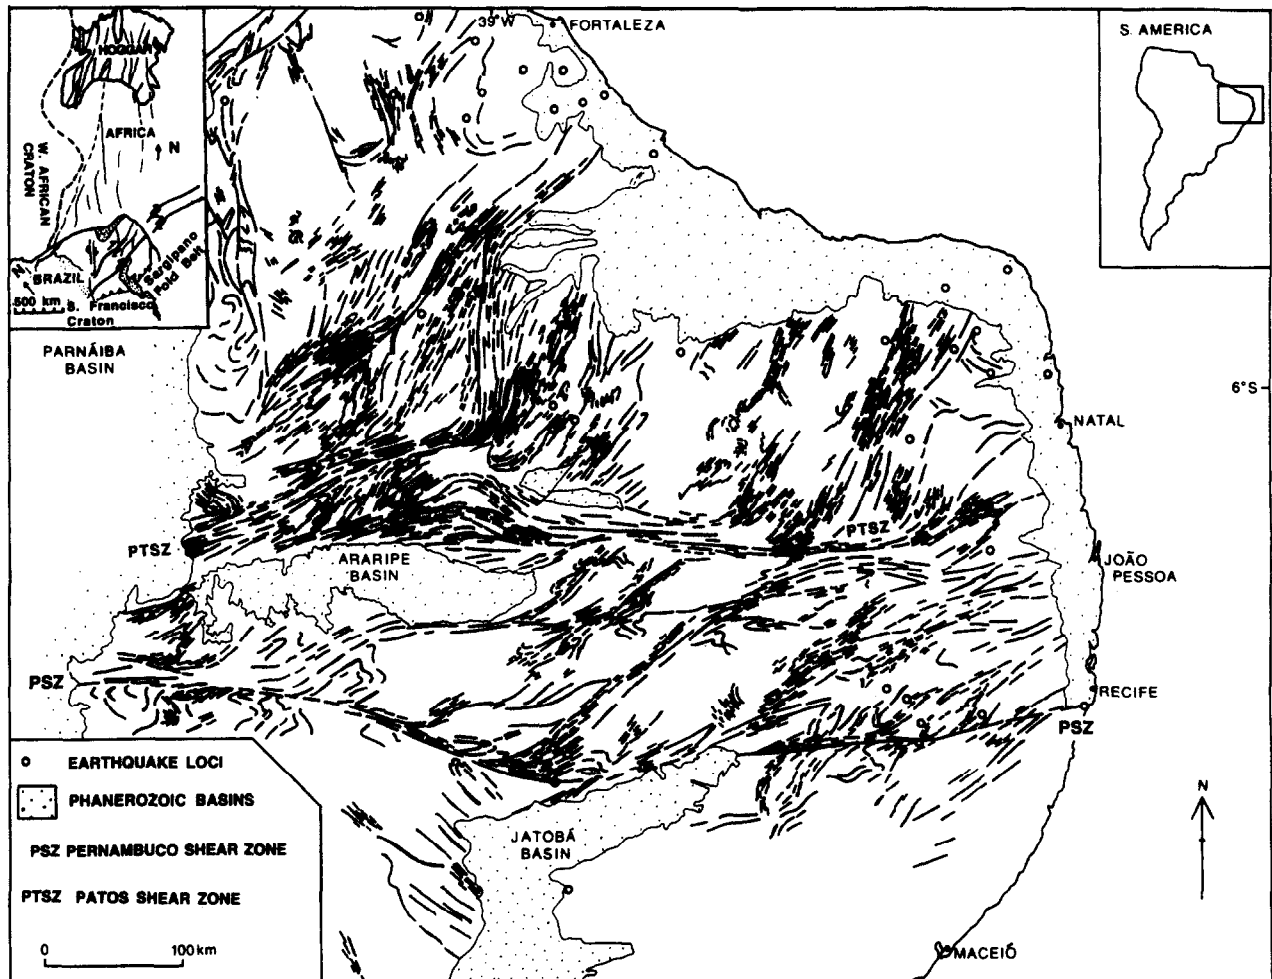 HOGGAR
AFRICA
N
W. AFRICAN
CRATON
N
BRAZIL
Sergipano
Fold Belt
500 km
S. Francisco
Craton
39°W
FORTALEZA
S. AMERICA
PARNÁIBA
BASIN
6°S
NATAL
PTSZ
PTSZ
ARARIPE
BASIN
JOÃO
PESSOA
PSZ
RECIFE
PSZ
EARTHQUAKE LOCI
PHANEROZOIC BASINS
PSZ PERNAMBUCO SHEAR ZONE
PTSZ PATOS SHEAR ZONE
0 100 km
JATOBÁ
BASIN
N
MACEIÓ